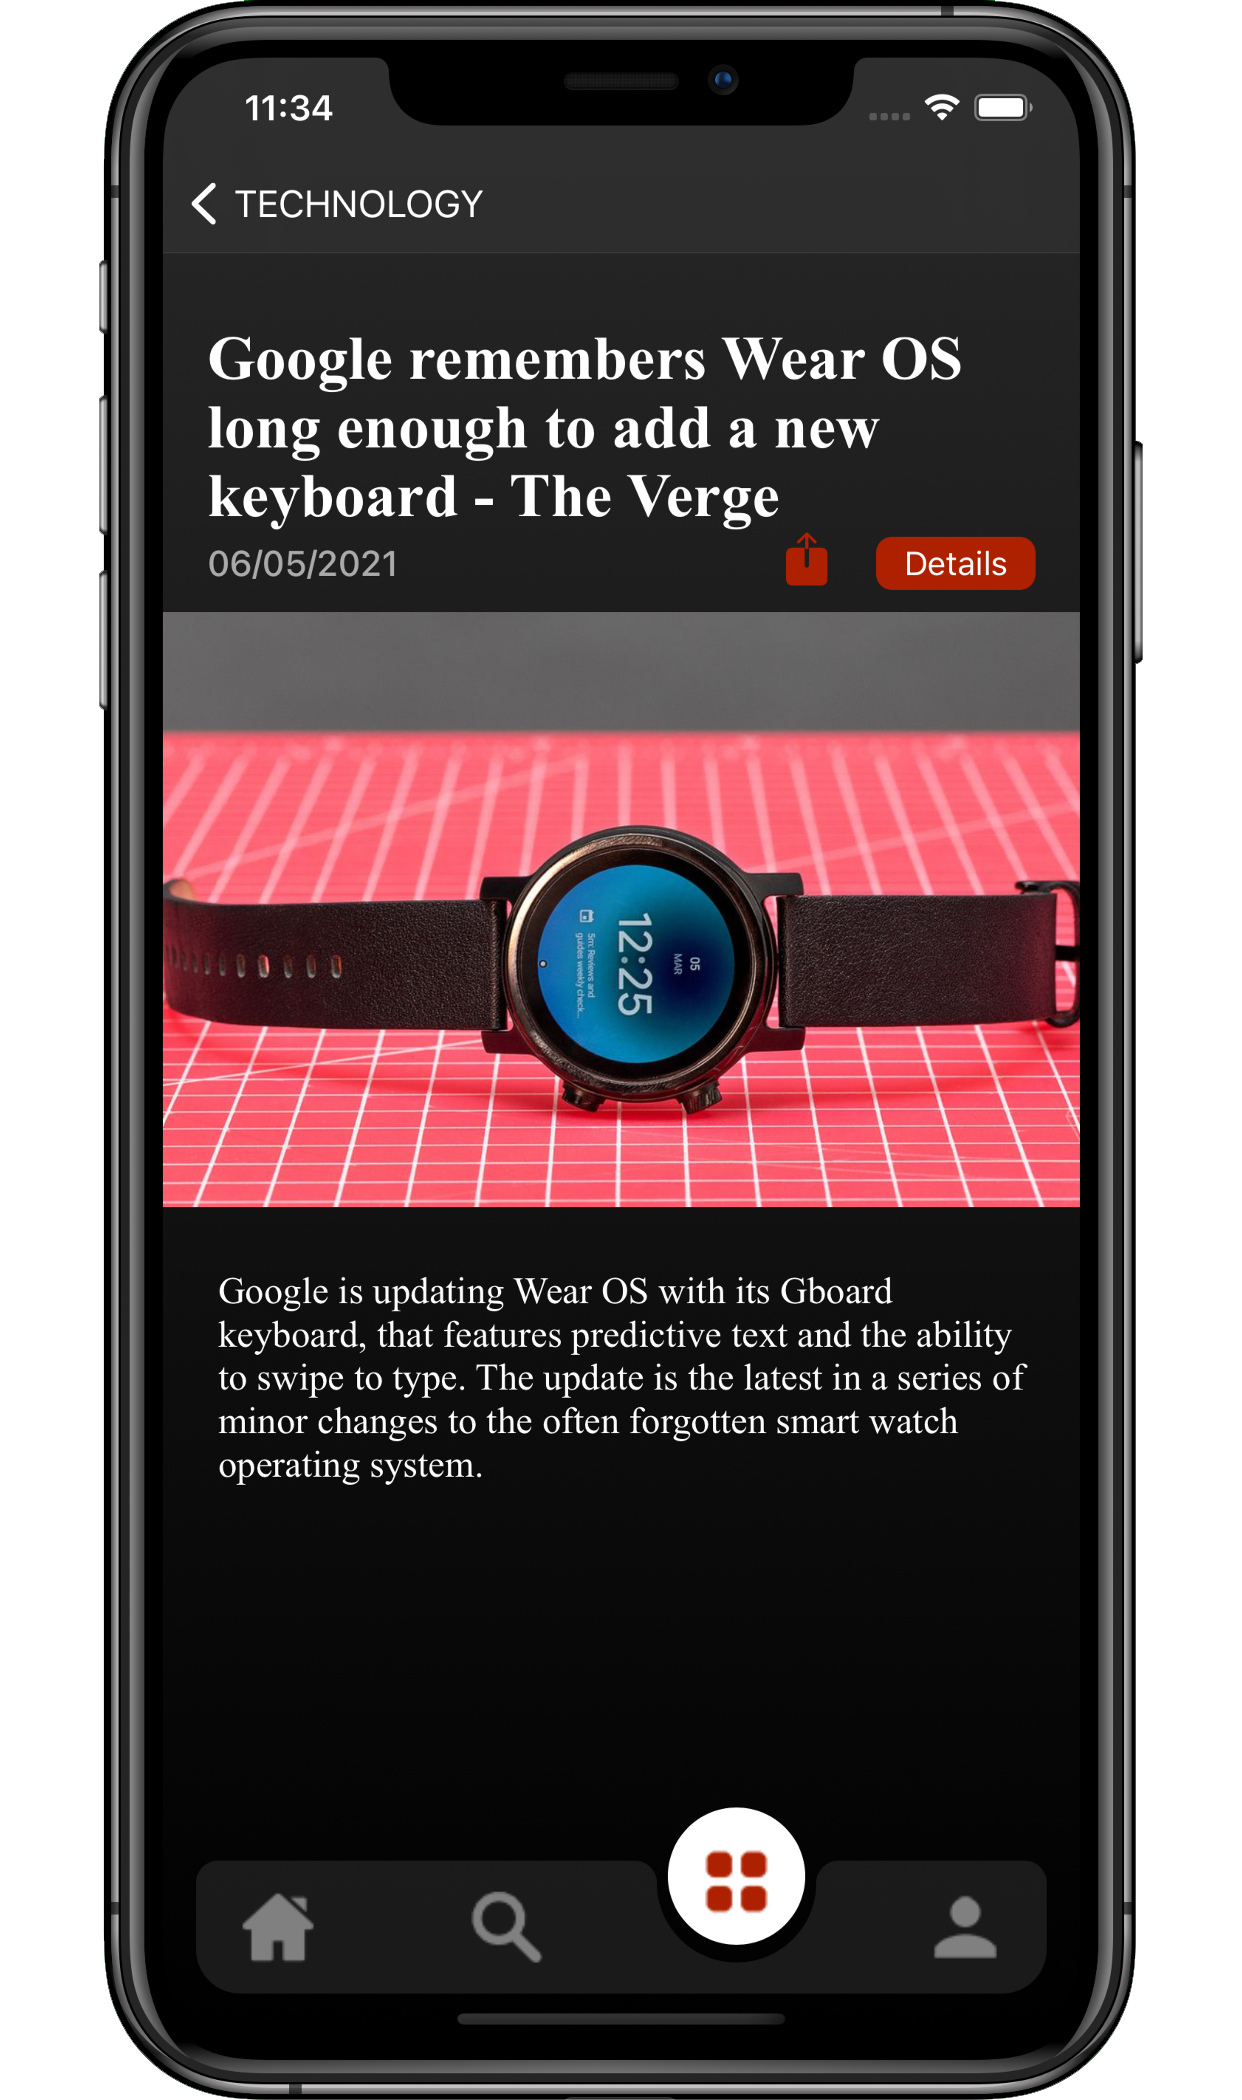 11:34
TECHNOLOGY
Google remembers Wear OS
long enough to add a new
keyboard - The Verge
06/05/2021
Details
05
MAR
12:25
5m: Reviews and
guides weekly check...
Google is updating Wear OS with its Gboard
keyboard, that features predictive text and the ability
to swipe to type. The update is the latest in a series of
minor changes to the often forgotten smart watch
operating system.